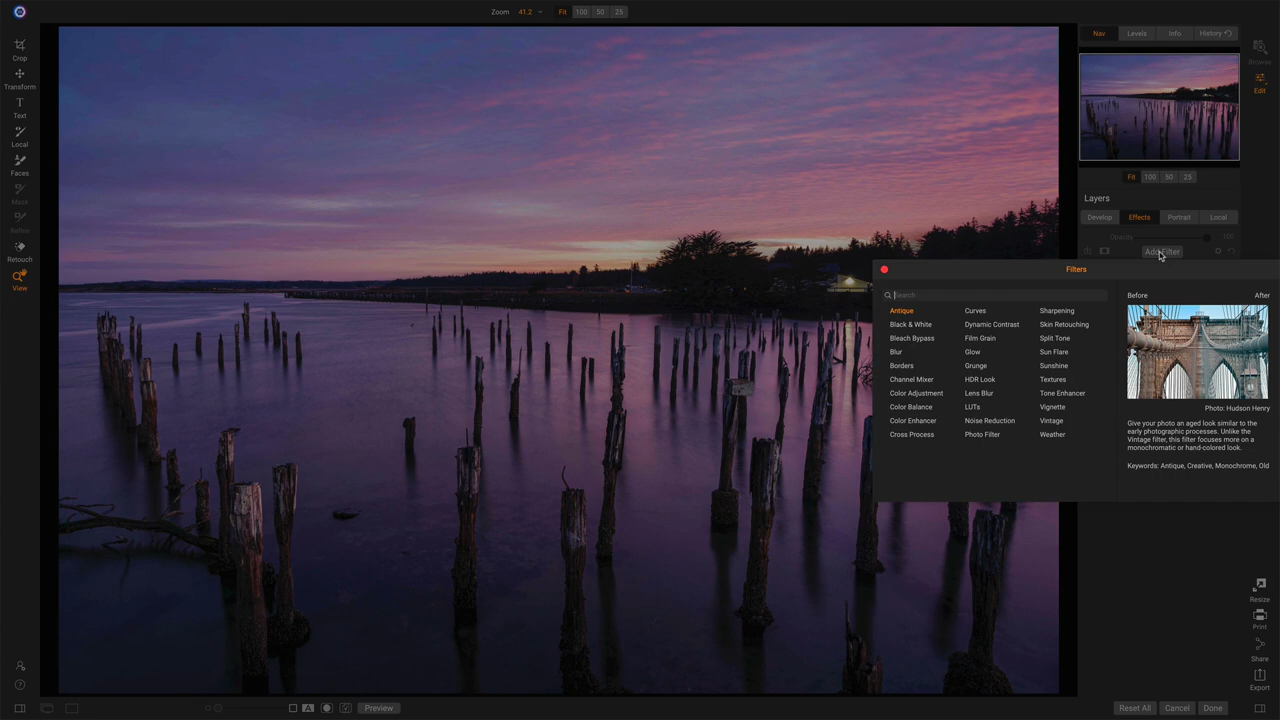 Zoom 41.2 Fit 100 50 25
Crop
Transform
Text
Local
Faces
Mask
Refine
Retouch
View
Nav Levels Info History
Browse
Edit
Fit 100 50 25
Layers
Develop Effects Portrait Local
Opacity 100
Add Filter
Filters
Search
Antique Curves Sharpening
Black & White Dynamic Contrast Skin Retouching
Bleach Bypass Film Grain Split Tone
Blur Glow Sun Flare
Borders Grunge Sunshine
Channel Mixer HDR Look Textures
Color Adjustment Lens Blur Tone Enhancer
Color Balance LUTs Vignette
Color Enhancer Noise Reduction Vintage
Cross Process Photo Filter Weather
Before After
Photo: Hudson Henry
Give your photo an aged look similar to the
early photographic processes. Unlike the
Vintage filter, this filter focuses more on a
monochromatic or hand-colored look.
Keywords: Antique, Creative, Monochrome, Old
Resize
Print
Share
Export
A
Preview
Reset All Cancel Done